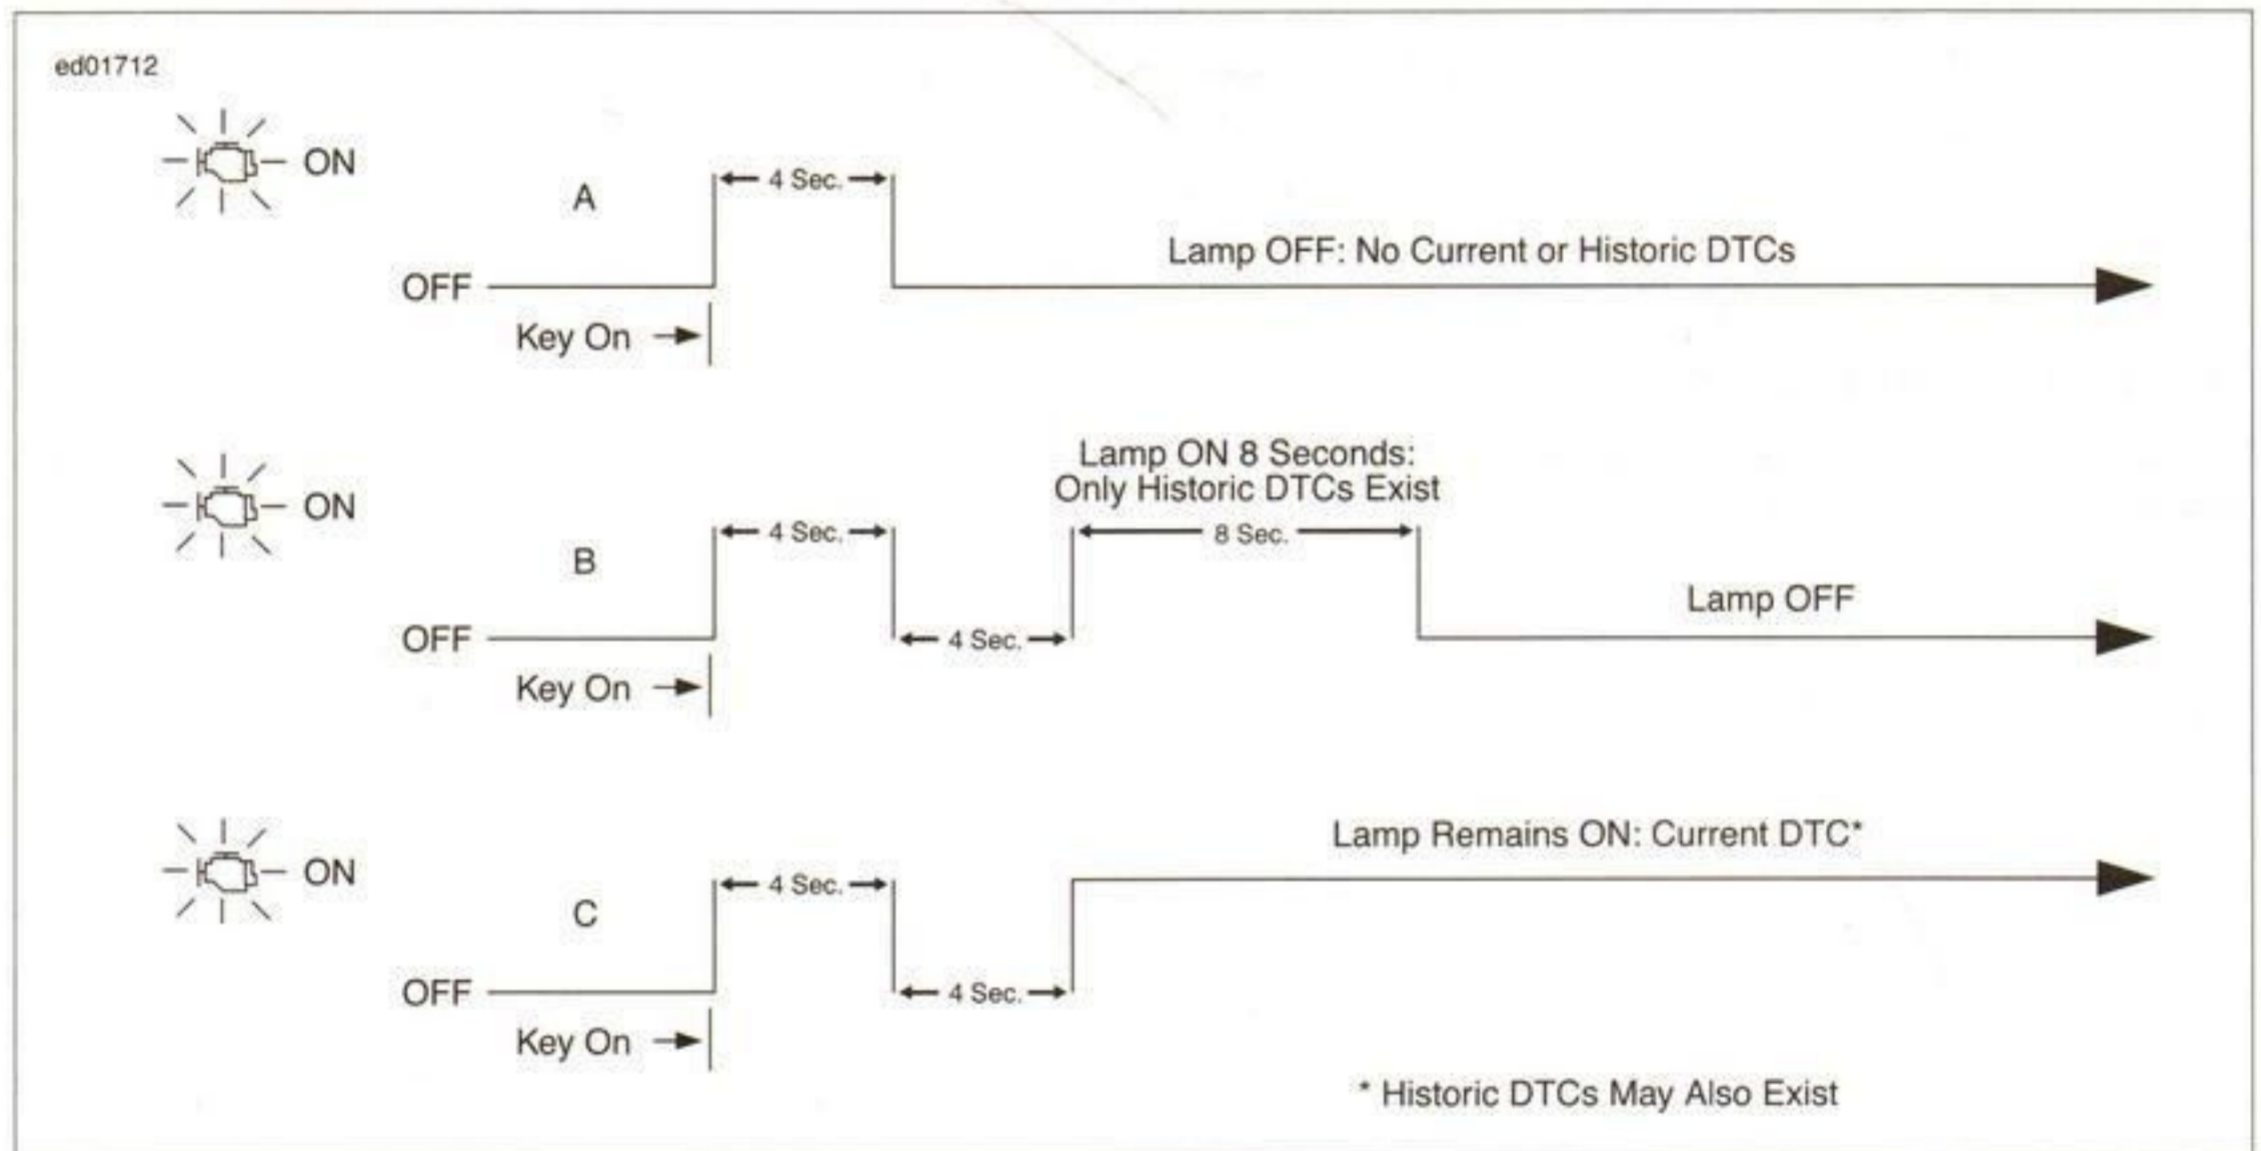 ed01712
ON
A
4 Sec.
Lamp OFF: No Current or Historic DTCs
OFF
Key On
Lamp ON 8 Seconds:
Only Historic DTCs Exist
ON
4 Sec.
8 Sec.
B
Lamp OFF
OFF
4 Sec.
Key On
Lamp Remains ON: Current DTC*
ON
4 Sec.
C
OFF
4 Sec.
Key On
* Historic DTCs May Also Exist